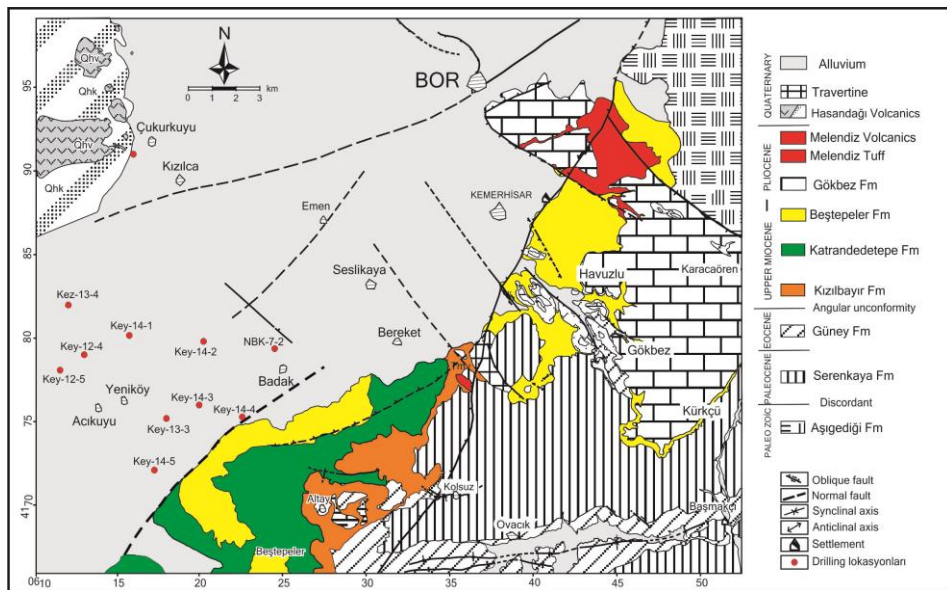 N
0 1 2 3 km
BOR
Qhv
Qhk
Qhv
Qhk
Çukurkuyu
Kızılca
Emen
KEMERHİSAR
Seslikaya
Havuzlu
Karacaören
Kez-13-4
Key-14-1
Key-12-4
Key-14-2
NBK-7-2
Bereket
Gökbez
Key-12-5
Badak
Yeniköy
Key-14-3
Key-14-4
Acıkuyu
Key-13-3
Kürkçü
Key-14-5
Altay
Kolsuz
Başmakçı
Ovacık
Beştepeler
95
90
85
80
75
4170
0610
15
20
25
30
35
40
45
50
QUATERNARY
Alluvium
Travertine
Hasandağı Volcanics
PLIOCENE
Melendiz Volcanics
Melendiz Tuff
Gökbez Fm
Beştepeler Fm
UPPER MIOCENE
Katrandedetepe Fm
Kızılbayır Fm
Angular unconformity
EOCENE
Güney Fm
PALEOCENE
Serenkaya Fm
Discordant
PALEO ZOIC
Aşıgediği Fm
Oblique fault
Normal fault
Synclinal axis
Anticlinal axis
Settlement
Drilling lokasyonları